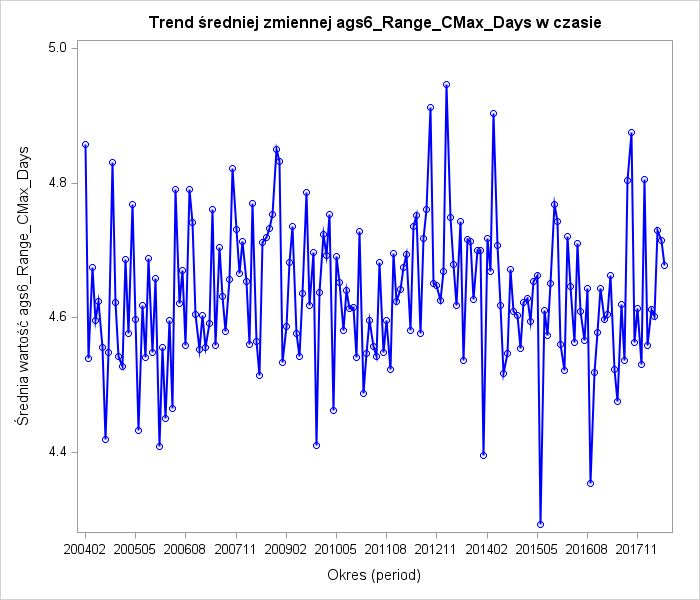 Trend średniej zmiennej ags6_Range_CMax_Days w czasie
5.0
4.8
4.6
4.4
Średnia wartość ags6_Range_CMax_Days
200402 200505 200608 200711 200902 201005 201108 201211 201402 201505 201608 201711
Okres (period)